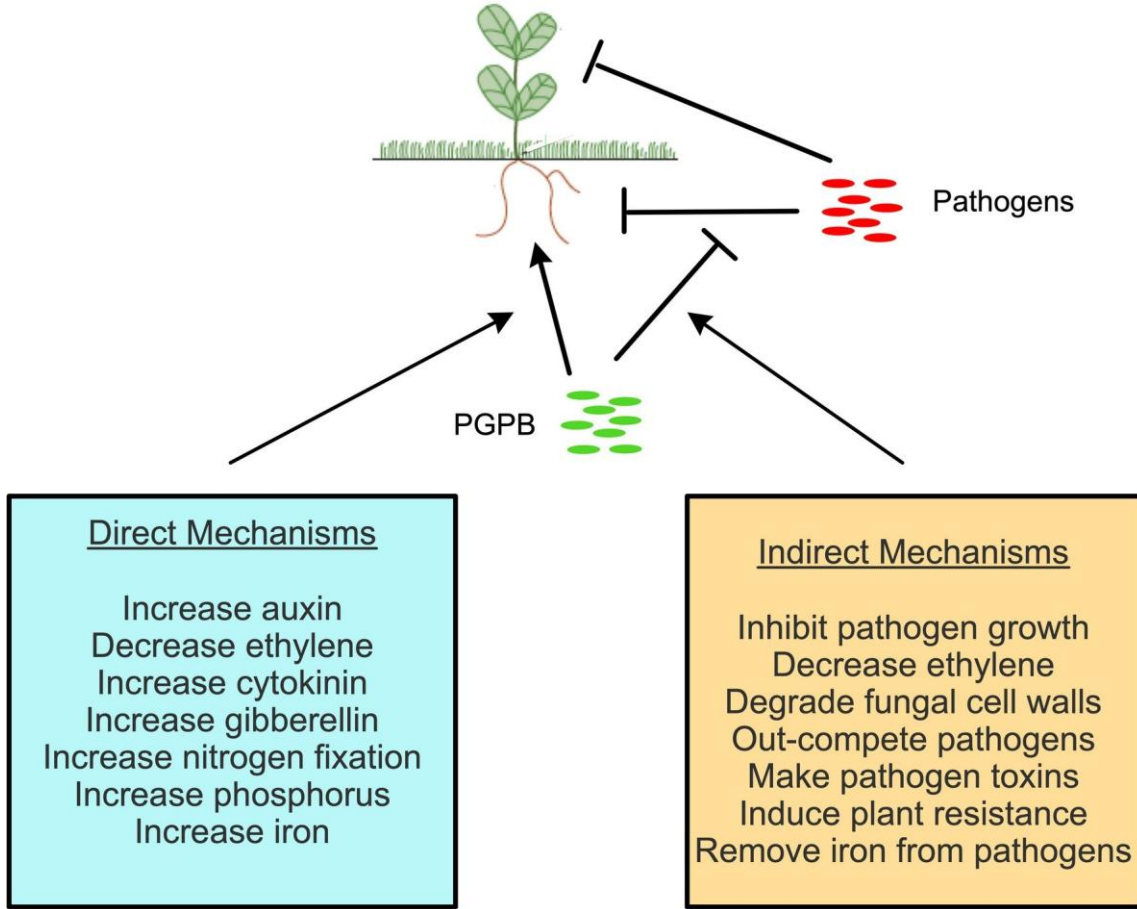 Pathogens
PGPB
Direct Mechanisms
Increase auxin
Decrease ethylene
Increase cytokinin
Increase gibberellin
Increase nitrogen fixation
Increase phosphorus
Increase iron
Indirect Mechanisms
Inhibit pathogen growth
Decrease ethylene
Degrade fungal cell walls
Out-compete pathogens
Make pathogen toxins
Induce plant resistance
Remove iron from pathogens